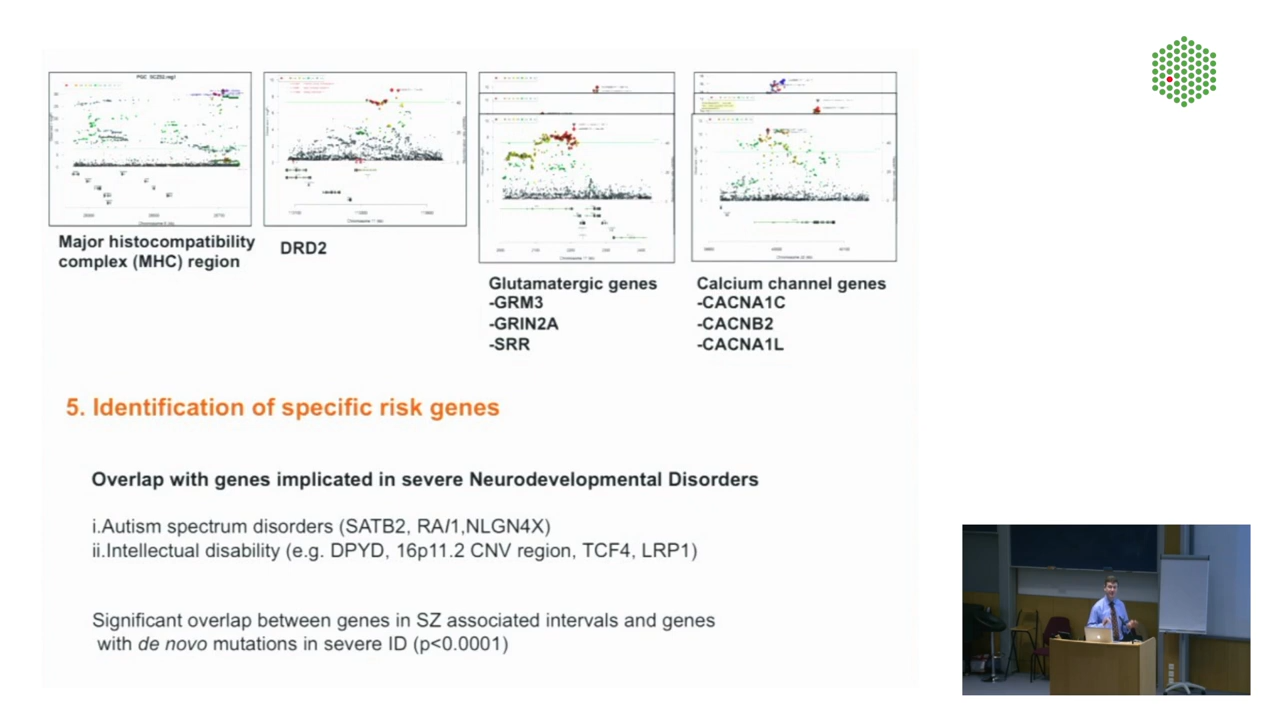 PGC_SCZ52.reg1
Major histocompatibility
complex (MHC) region
DRD2
Glutamatergic genes
-GRM3
-GRIN2A
-SRR
Calcium channel genes
-CACNA1C
-CACNB2
-CACNA1L
5. Identification of specific risk genes
Overlap with genes implicated in severe Neurodevelopmental Disorders
i.Autism spectrum disorders (SATB2, RAI1,NLGN4X)
ii.Intellectual disability (e.g. DPYD, 16p11.2 CNV region, TCF4, LRP1)
Significant overlap between genes in SZ associated intervals and genes
with de novo mutations in severe ID (p<0.0001)